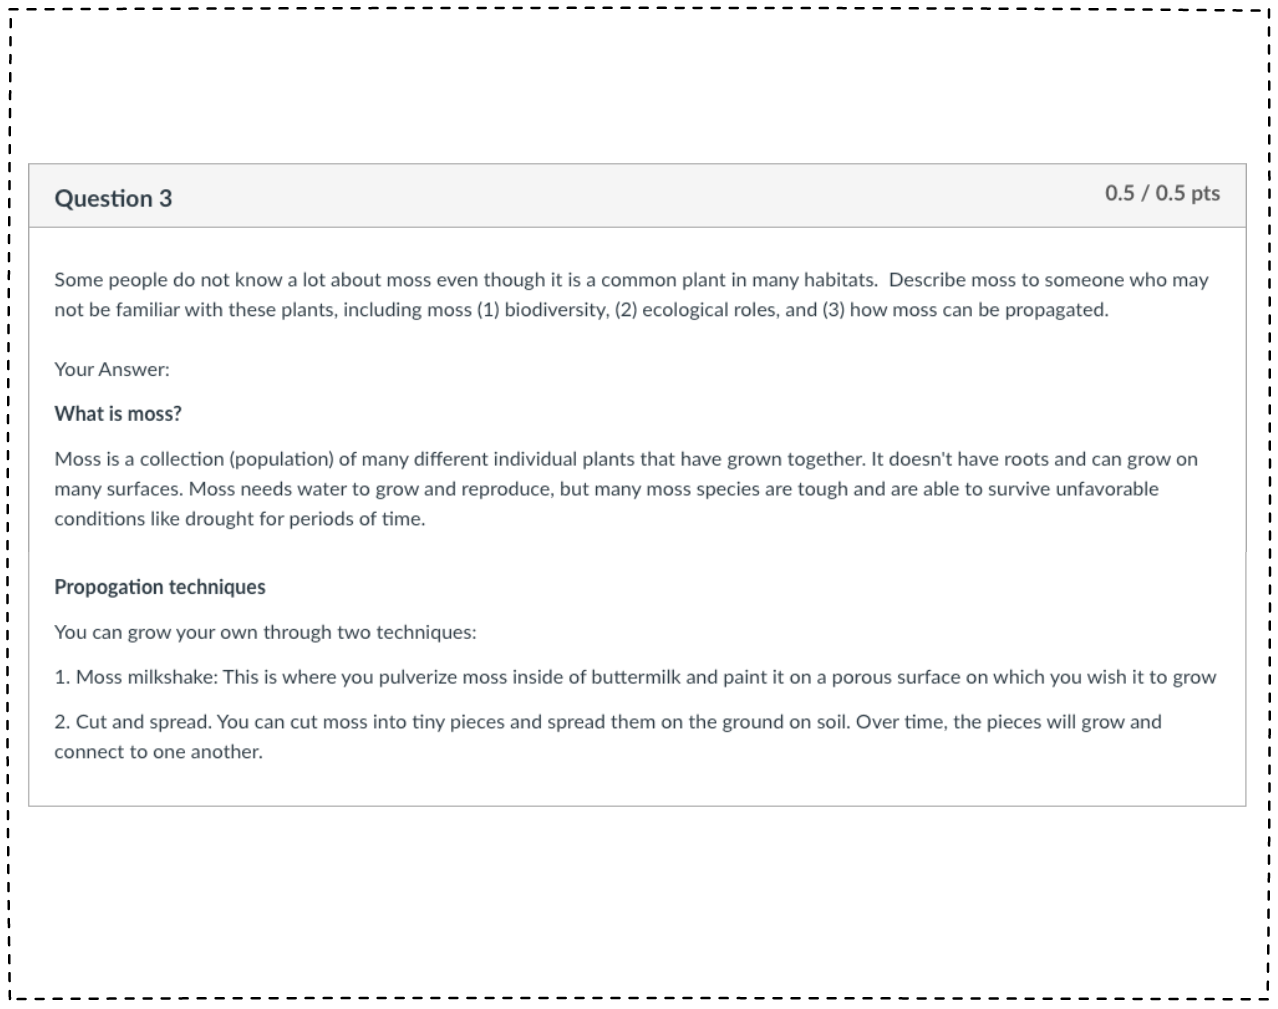 Question 3
0.5 / 0.5 pts
Some people do not know a lot about moss even though it is a common plant in many habitats.  Describe moss to someone who may
not be familiar with these plants, including moss (1) biodiversity, (2) ecological roles, and (3) how moss can be propagated.
Your Answer:
What is moss?
Moss is a collection (population) of many different individual plants that have grown together. It doesn't have roots and can grow on
many surfaces. Moss needs water to grow and reproduce, but many moss species are tough and are able to survive unfavorable
conditions like drought for periods of time.
Propogation techniques
You can grow your own through two techniques:
1. Moss milkshake: This is where you pulverize moss inside of buttermilk and paint it on a porous surface on which you wish it to grow
2. Cut and spread. You can cut moss into tiny pieces and spread them on the ground on soil. Over time, the pieces will grow and
connect to one another.